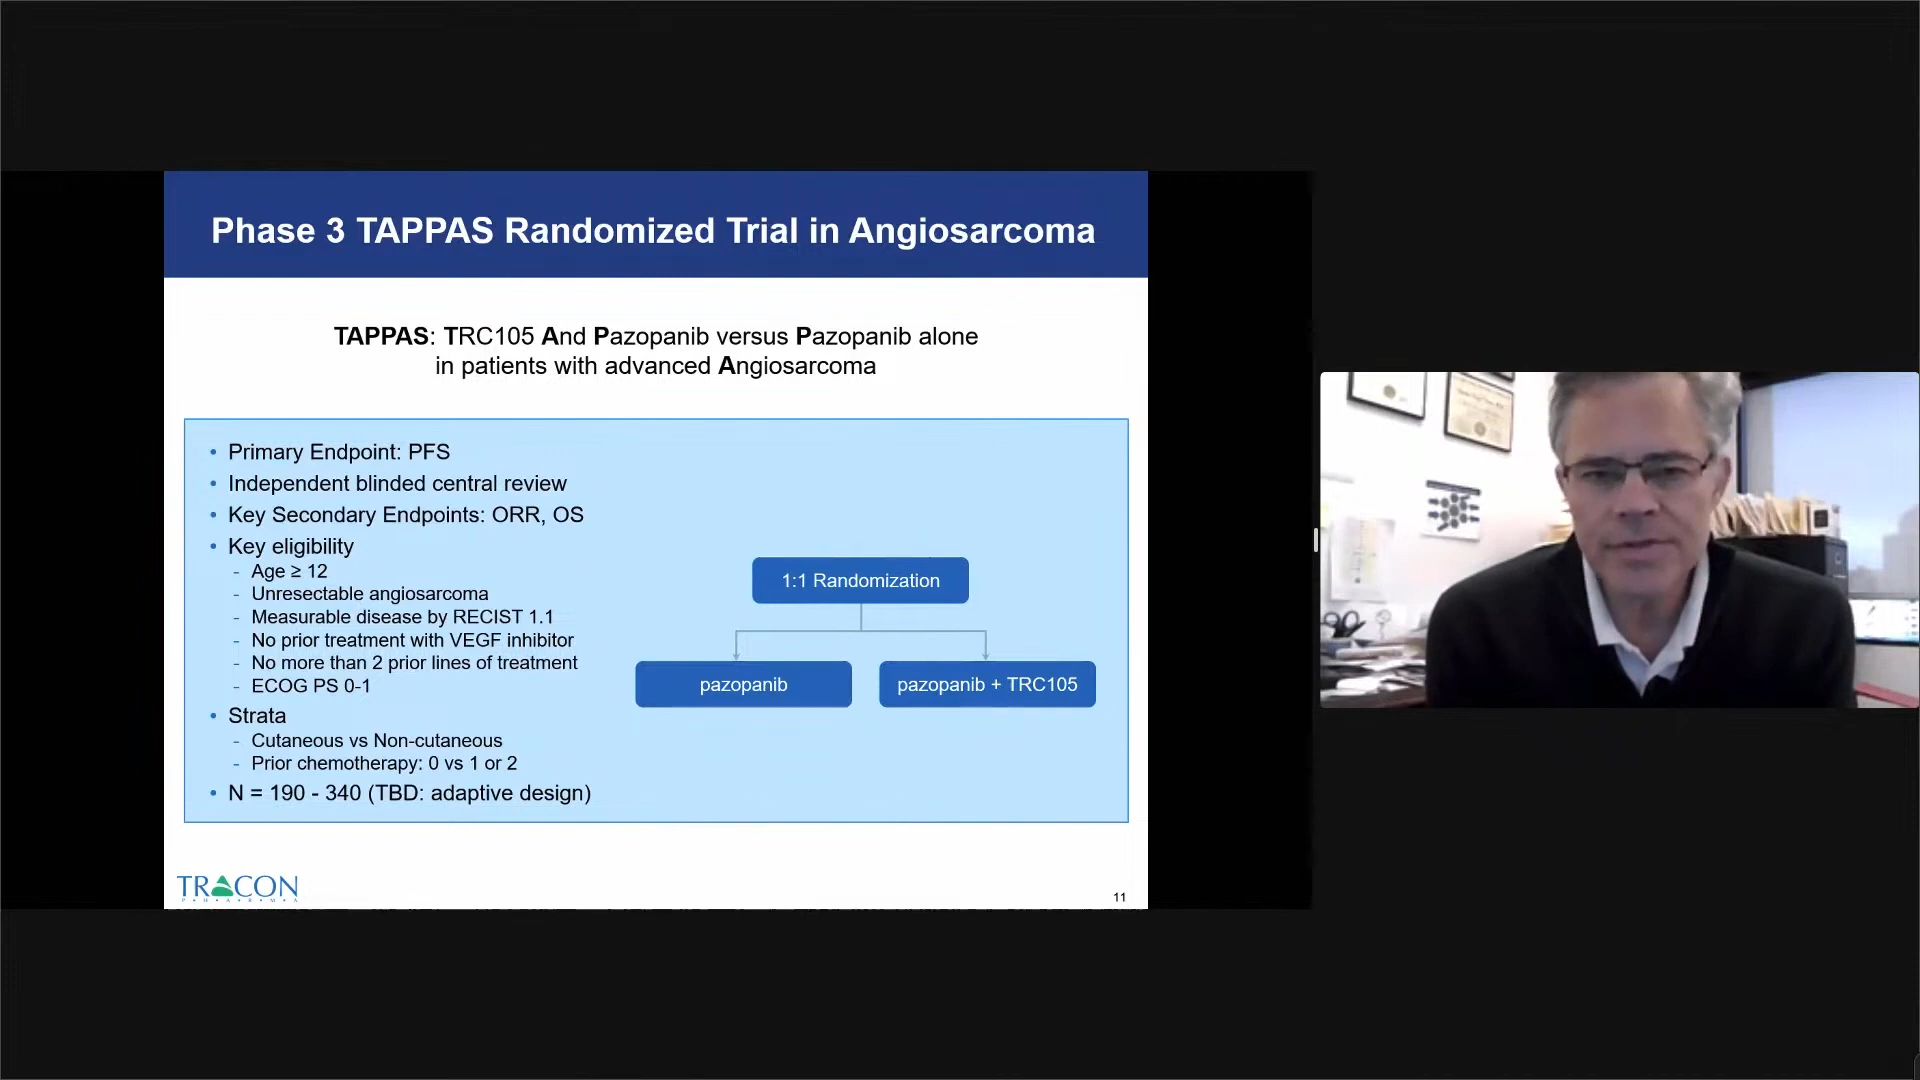 Phase 3 TAPPAS Randomized Trial in Angiosarcoma
TAPPAS: TRC105 And Pazopanib versus Pazopanib alone
in patients with advanced Angiosarcoma
• Primary Endpoint: PFS
• Independent blinded central review
• Key Secondary Endpoints: ORR, OS
• Key eligibility
- Age ≥ 12
- Unresectable angiosarcoma
- Measurable disease by RECIST 1.1
- No prior treatment with VEGF inhibitor
- No more than 2 prior lines of treatment
- ECOG PS 0-1
• Strata
- Cutaneous vs Non-cutaneous
- Prior chemotherapy: 0 vs 1 or 2
• N = 190 - 340 (TBD: adaptive design)
1:1 Randomization
pazopanib
pazopanib + TRC105
TRACON
P•H•A•R•M•A
11